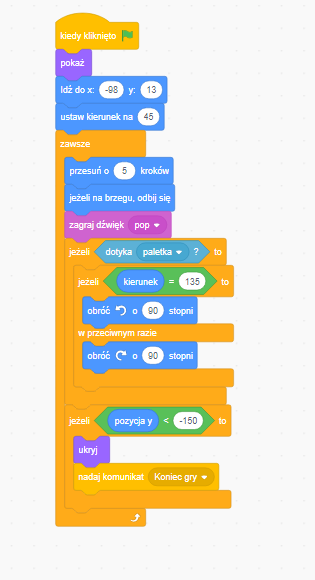 kiedy kliknięto
pokaż
Idź do x: -98 y: 13
ustaw kierunek na 45
zawsze
przesuń o 5 kroków
jeżeli na brzegu, odbij się
zagraj dźwięk pop
jeżeli dotyka paletka ? to
jeżeli kierunek = 135 to
obróć o 90 stopni
w przeciwnym razie
obróć o 90 stopni
jeżeli pozycja y < -150 to
ukryj
nadaj komunikat Koniec gry